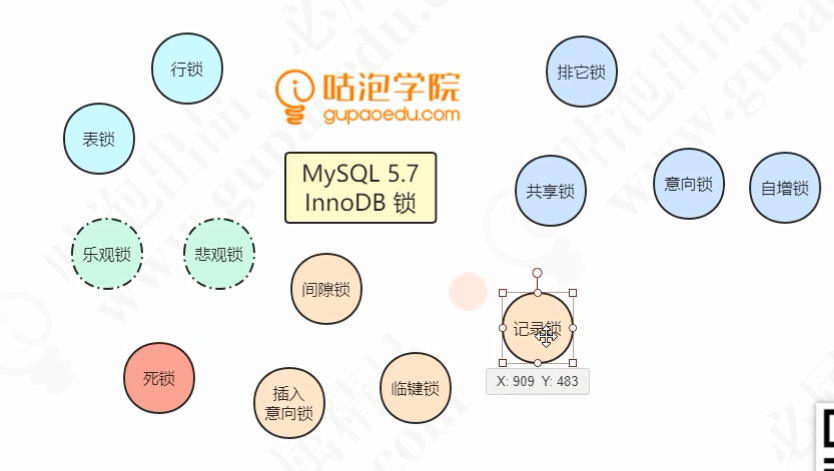 行锁
排它锁
咕泡学院
gupaoedu.com
表锁
MySQL 5.7
InnoDB 锁
共享锁
意向锁
自增锁
乐观锁
悲观锁
间隙锁
记录锁
死锁
插入
意向锁
临键锁
X: 909 Y: 483